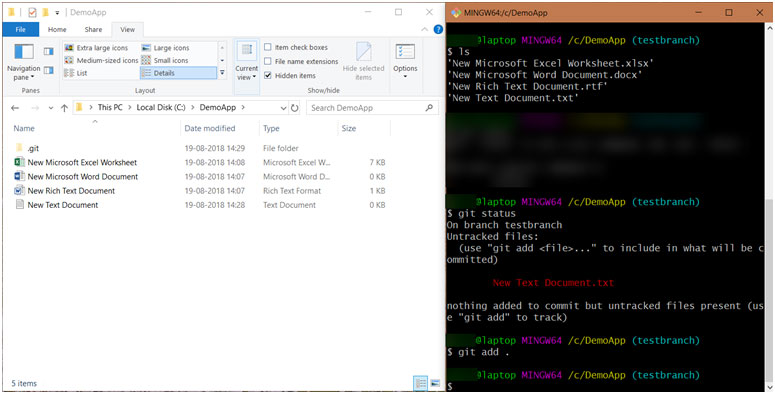 DemoApp
File Home Share View
Navigation pane
Extra large icons
Large icons
Medium-sized icons
Small icons
List
Details
Current view
Item check boxes
File name extensions
Hidden items
Hide selected items
Options
Panes
Layout
Show/hide
This PC > Local Disk (C:) > DemoApp
Search DemoApp
Name Date modified Type Size
.git 19-08-2018 14:29 File folder
New Microsoft Excel Worksheet 19-08-2018 14:08 Microsoft Excel W... 7 KB
New Microsoft Word Document 19-08-2018 14:07 Microsoft Word D... 0 KB
New Rich Text Document 19-08-2018 14:07 Rich Text Format 1 KB
New Text Document 19-08-2018 14:28 Text Document 0 KB
5 items
MINGW64:/c/DemoApp
@laptop MINGW64 /c/DemoApp (testbranch)
$ ls
'New Microsoft Excel Worksheet.xlsx'
'New Microsoft Word Document.docx'
'New Rich Text Document.rtf'
'New Text Document.txt'
@laptop MINGW64 /c/DemoApp (testbranch)
$ git status
On branch testbranch
Untracked files:
(use "git add <file>..." to include in what will be c
ommitted)
New Text Document.txt
nothing added to commit but untracked files present (us
e "git add" to track)
@laptop MINGW64 /c/DemoApp (testbranch)
$ git add .
@laptop MINGW64 /c/DemoApp (testbranch)
$